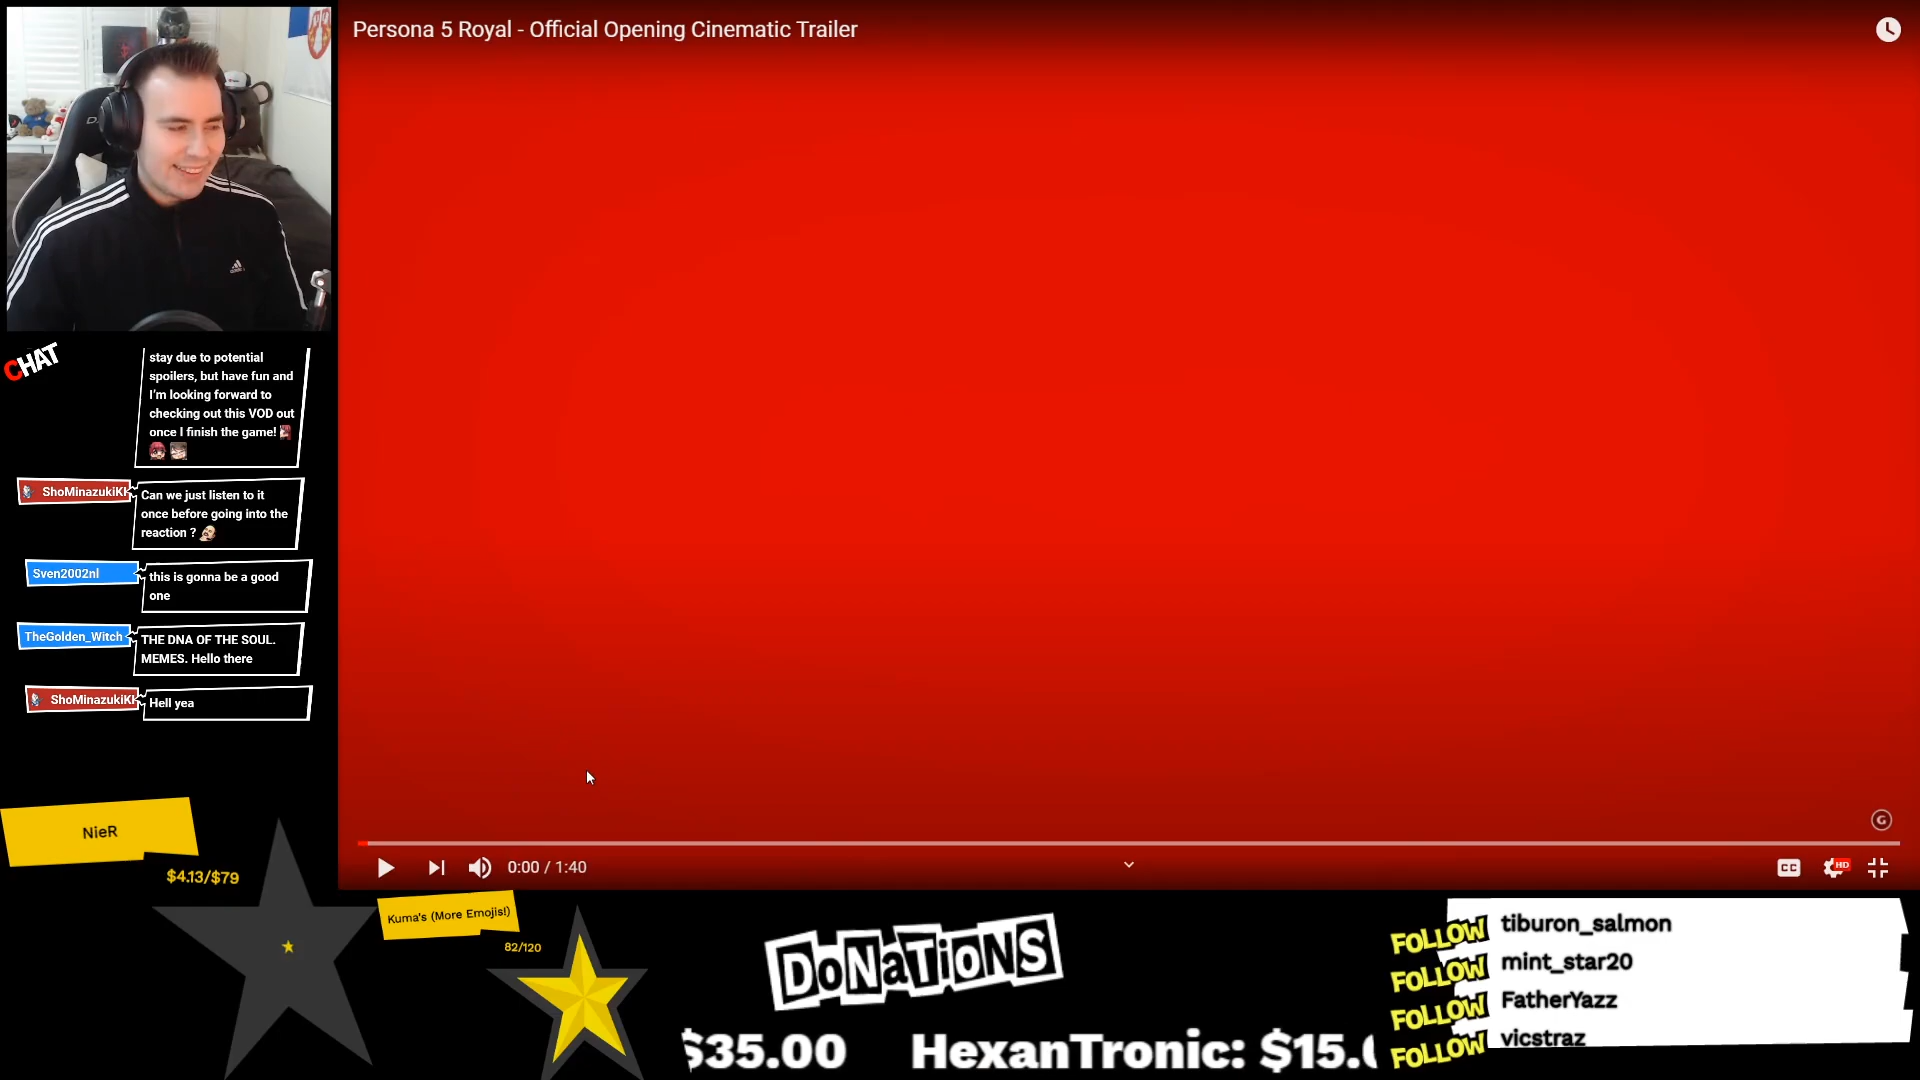 Persona 5 Royal - Official Opening Cinematic Trailer
adidas
CHAT
stay due to potential
spoilers, but have fun and
I'm looking forward to
checking out this VOD out
once I finish the game!
ShoMinazukiKI
Can we just listen to it
once before going into the
reaction ?
Sven2002nl
this is gonna be a good
one
TheGolden_Witch
THE DNA OF THE SOUL.
MEMES. Hello there
ShoMinazukiKI
Hell yea
NieR
$4.13/$79
G
0:00 / 1:40
CC
HD
Kuma's (More Emojis!)
82/120
DoNaTiONS
$35.00 HexanTronic: $15.
FOLLOW tiburon_salmon
FOLLOW mint_star20
FOLLOW FatherYazz
FOLLOW vicstraz